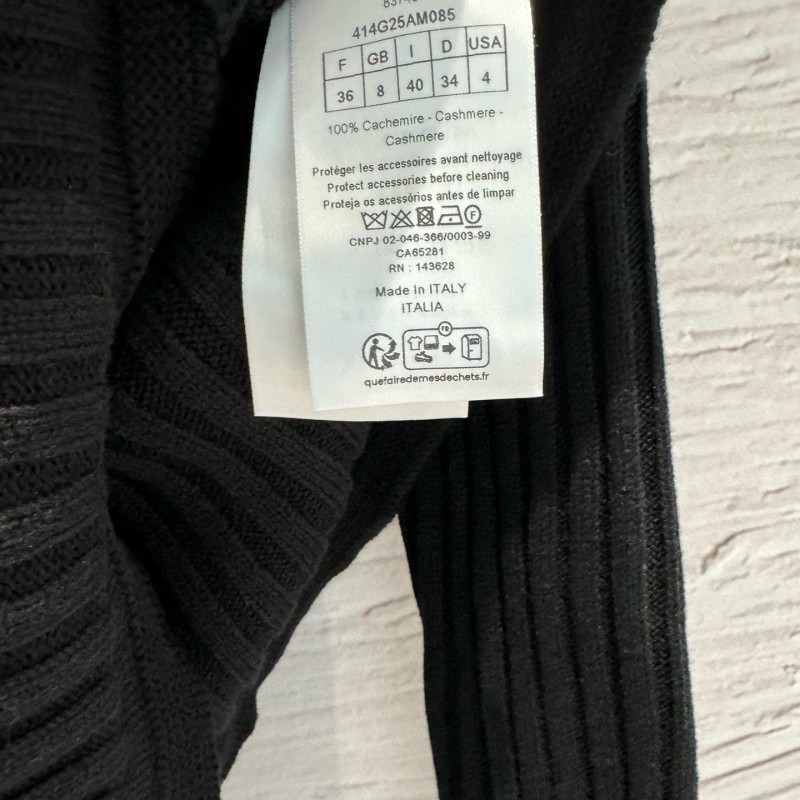 414G25AM085
F GB I D USA
36 8 40 34 4
100% Cachemire - Cashmere -
Cashmere
Protéger les accessoires avant nettoyage
Protect accessories before cleaning
Proteja os acessórios antes de limpar
F
CNPJ 02-046-366/0003-99
CA65281
RN : 143628
Made In ITALY
ITALIA
FR
quefairedemesdechets.fr